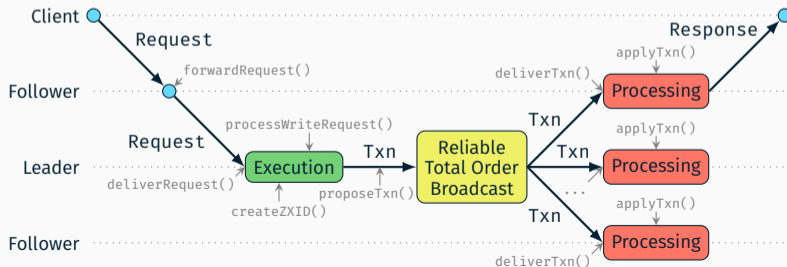 Client
Request
Response
applyTxn()
forwardRequest()
deliverTxn()
Follower
Processing
Txn
processWriteRequest()
applyTxn()
Request
Txn
Reliable
Total Order
Broadcast
Txn
Leader
Execution
Processing
deliverRequest()
proposeTxn()
...
createZXID()
applyTxn()
Txn
Follower
Processing
deliverTxn()